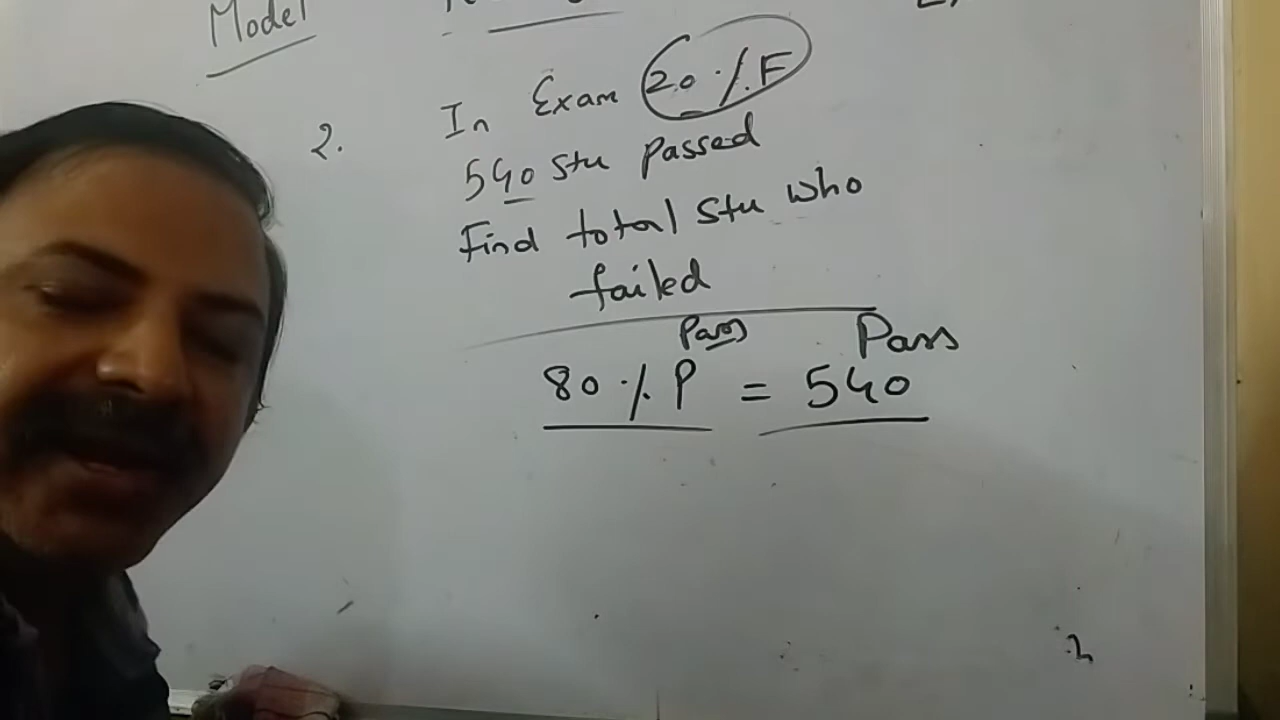 Model
2. In Exam 20 % F
540 stu passed
Find total stu who
failed
Pass Pass
80 % P = 540